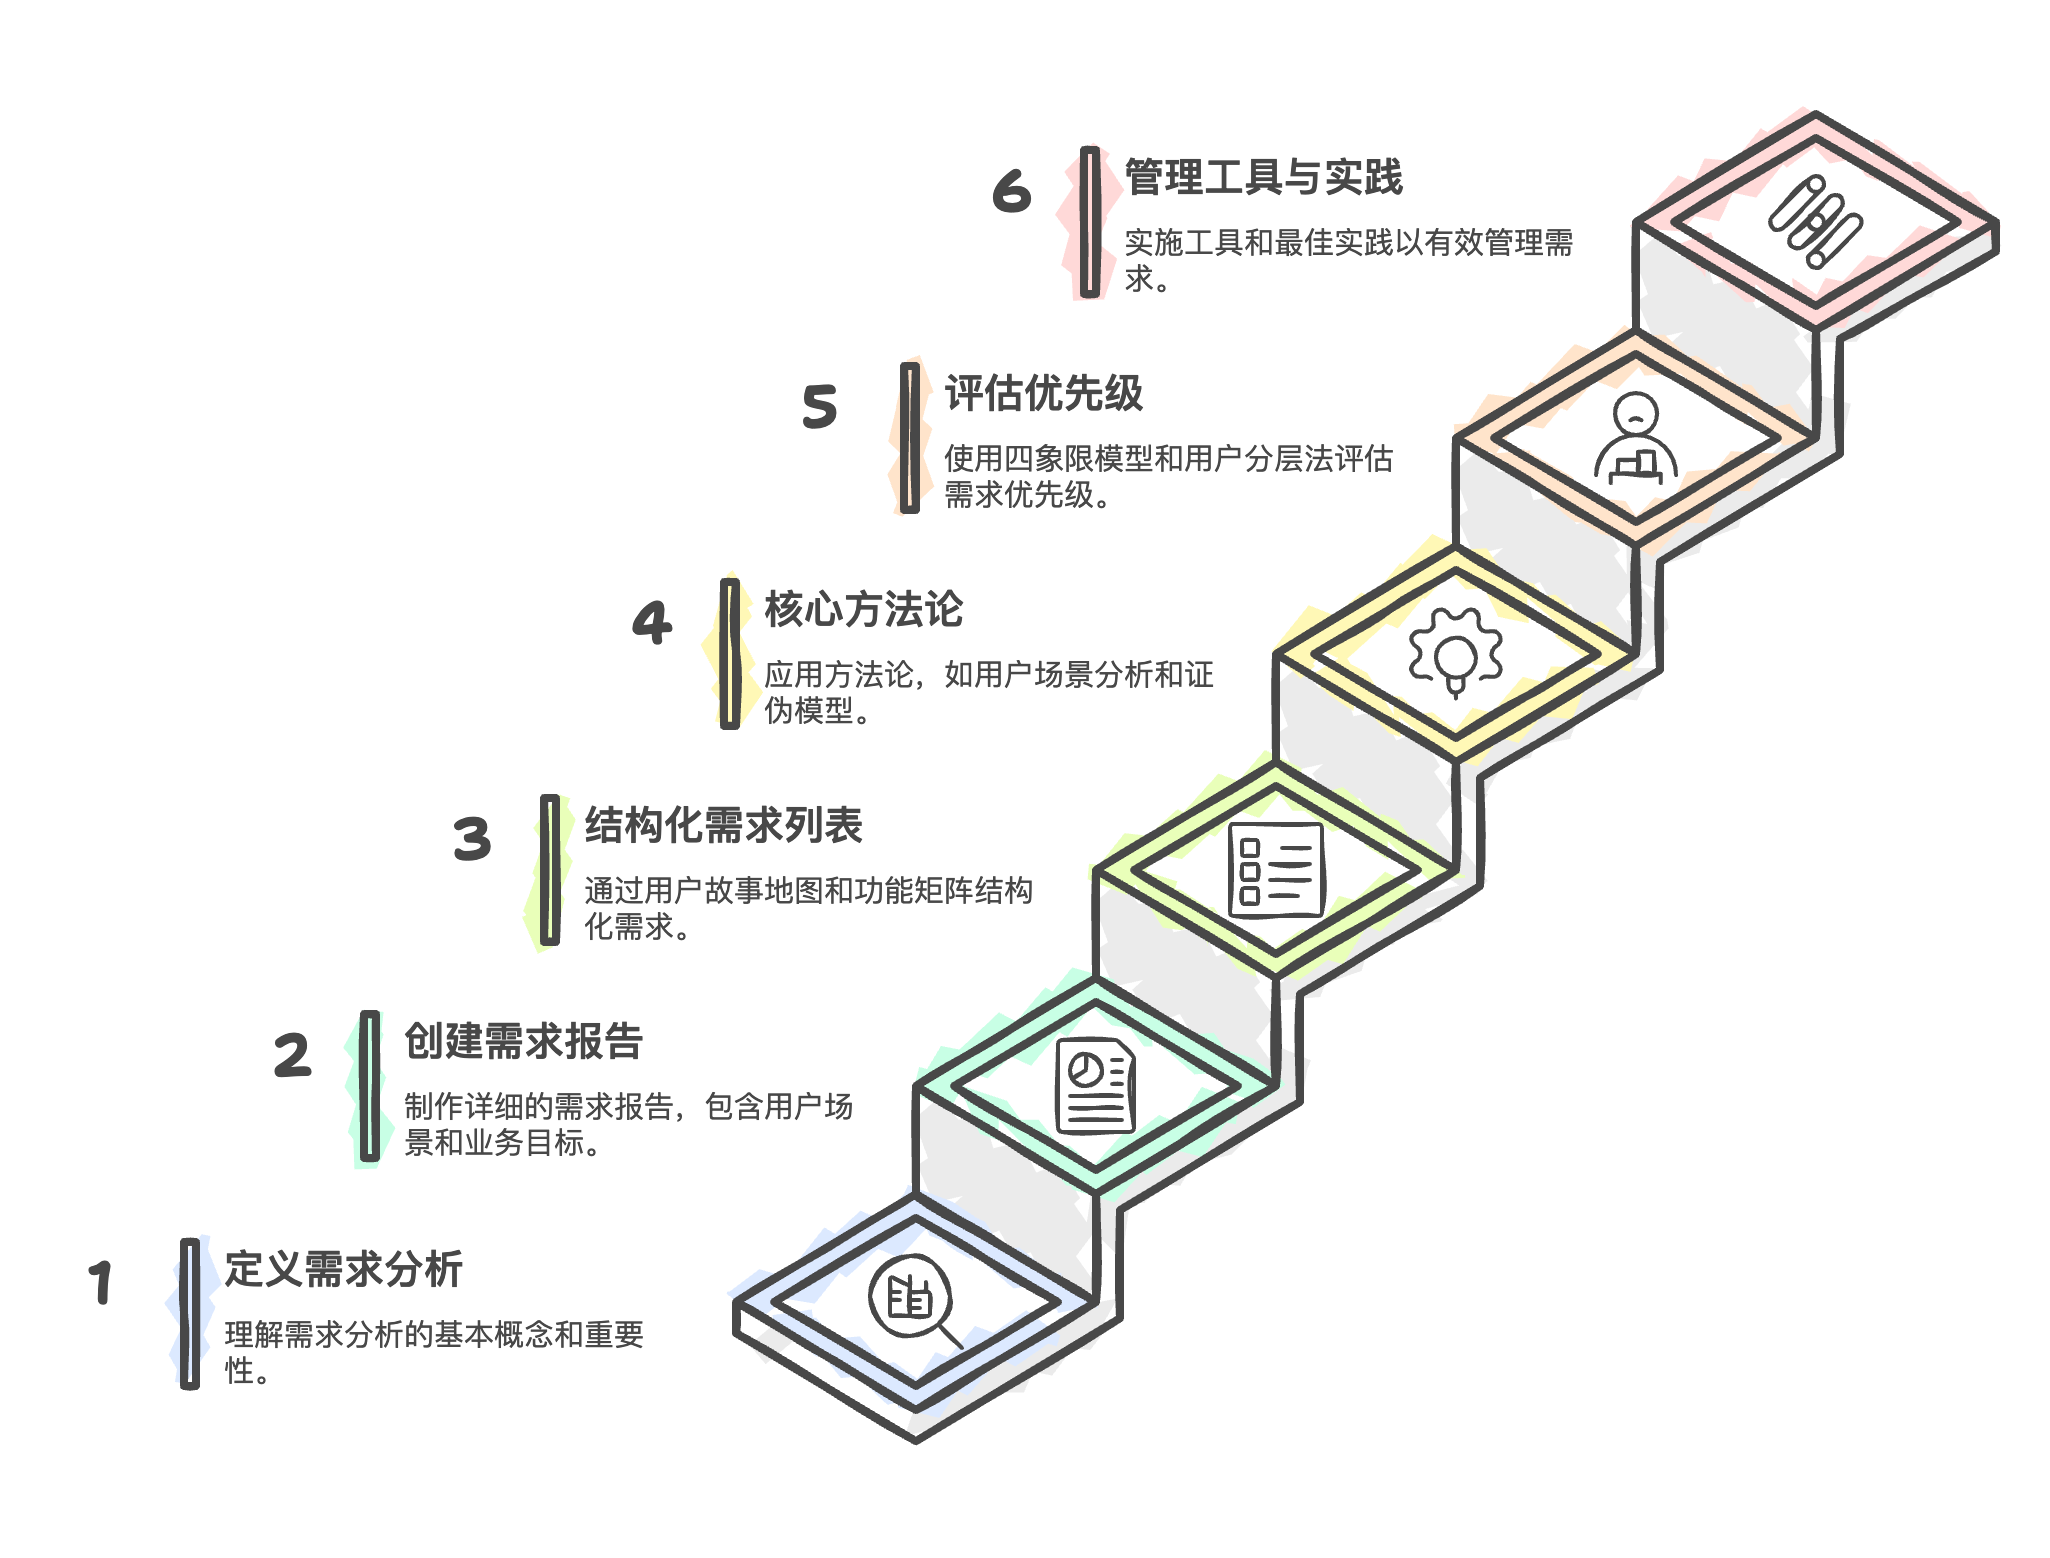 6
管理工具与实践
实施工具和最佳实践以有效管理需
求。
5
评估优先级
使用四象限模型和用户分层法评估
需求优先级。
4
核心方法论
应用方法论，如用户场景分析和证
伪模型。
3
结构化需求列表
通过用户故事地图和功能矩阵结构
化需求。
2
创建需求报告
制作详细的需求报告，包含用户场
景和业务目标。
1
定义需求分析
理解需求分析的基本概念和重要
性。